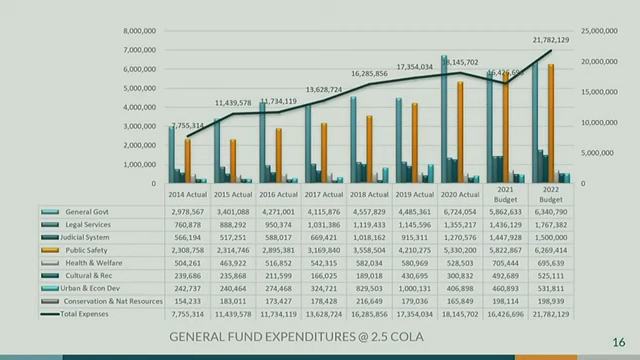 8,000,000
7,000,000
6,000,000
5,000,000
4,000,000
3,000,000
2,000,000
1,000,000
0
25,000,000
20,000,000
15,000,000
10,000,000
5,000,000
0
7,755,314 11,439,578 11,734,119 13,628,724 16,285,856 17,354,034 18,145,702 16,426,696 21,782,129
2014 Actual 2015 Actual 2016 Actual 2017 Actual 2018 Actual 2019 Actual 2020 Actual 2021 Budget 2022 Budget
General Govt 2,978,567 3,401,088 4,271,001 4,115,876 4,557,829 4,485,361 6,724,054 5,862,633 6,340,790
Legal Services 760,878 888,292 950,374 1,031,386 1,119,433 1,145,596 1,355,217 1,436,129 1,767,382
Judicial System 566,194 517,251 588,017 669,421 1,018,162 915,311 1,270,576 1,447,928 1,500,000
Public Safety 2,308,758 2,314,746 2,895,381 3,169,840 3,558,504 4,210,275 5,330,200 5,822,867 6,269,414
Health & Welfare 504,261 463,922 516,852 542,315 582,034 580,969 528,503 705,444 695,639
Cultural & Rec 239,686 235,868 211,599 166,025 189,018 430,695 300,832 492,689 525,111
Urban & Econ Dev 242,737 240,464 274,468 324,721 829,503 1,000,131 406,898 460,893 531,811
Conservation & Nat Resources 154,233 183,011 173,427 178,428 216,649 179,036 165,849 198,114 198,939
Total Expenses 7,755,314 11,439,578 11,734,119 13,628,724 16,285,856 17,354,034 18,145,702 16,426,696 21,782,129
GENERAL FUND EXPENDITURES @ 2.5 COLA
16